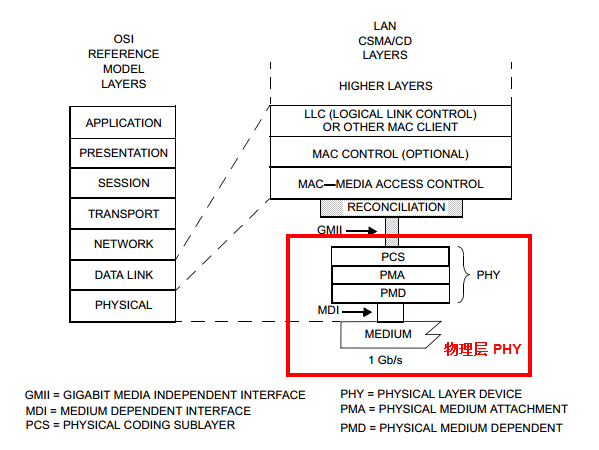 OSI
REFERENCE
MODEL
LAYERS
APPLICATION
PRESENTATION
SESSION
TRANSPORT
NETWORK
DATA LINK
PHYSICAL
LAN
CSMA/CD
LAYERS
HIGHER LAYERS
LLC (LOGICAL LINK CONTROL)
OR OTHER MAC CLIENT
MAC CONTROL (OPTIONAL)
MAC—MEDIA ACCESS CONTROL
RECONCILIATION
GMII
PCS
PMA
PMD
PHY
MDI
MEDIUM
1 Gb/s
物理层 PHY
GMII = GIGABIT MEDIA INDEPENDENT INTERFACE
MDI = MEDIUM DEPENDENT INTERFACE
PCS = PHYSICAL CODING SUBLAYER
PHY = PHYSICAL LAYER DEVICE
PMA = PHYSICAL MEDIUM ATTACHMENT
PMD = PHYSICAL MEDIUM DEPENDENT